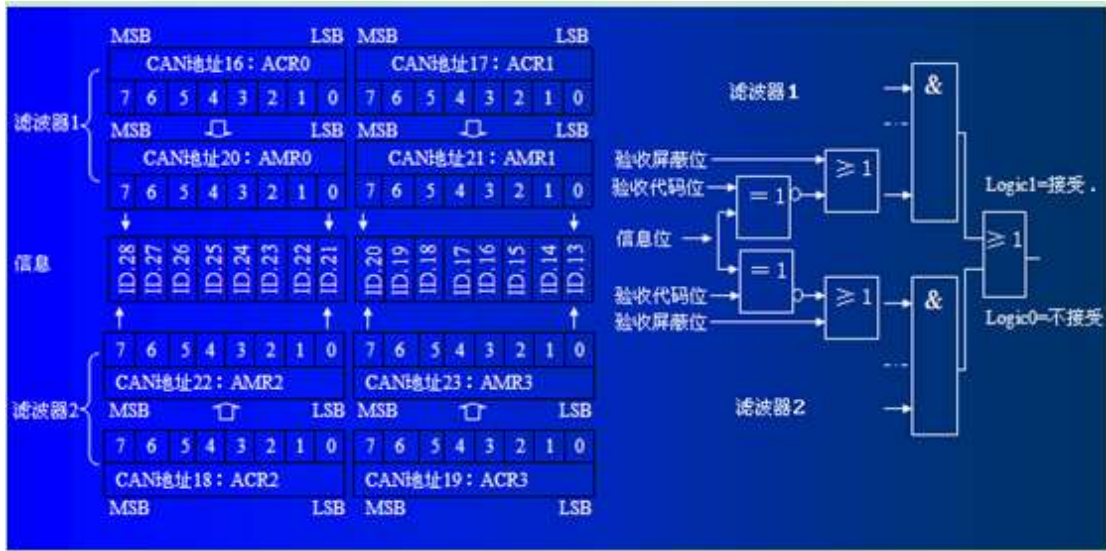 MSB LSB MSB LSB
CAN地址16：ACR0 CAN地址17：ACR1
7 6 5 4 3 2 1 0 7 6 5 4 3 2 1 0
滤波器1
MSB LSB MSB LSB
CAN地址20：AMR0 CAN地址21：AMR1
7 6 5 4 3 2 1 0 7 6 5 4 3 2 1 0
信息
ID.28 ID.27 ID.26 ID.25 ID.24 ID.23 ID.22 ID.21 ID.20 ID.19 ID.18 ID.17 ID.16 ID.15 ID.14 ID.13
7 6 5 4 3 2 1 0 7 6 5 4 3 2 1 0
CAN地址22：AMR2 CAN地址23：AMR3
滤波器2
MSB LSB MSB LSB
7 6 5 4 3 2 1 0 7 6 5 4 3 2 1 0
CAN地址18：ACR2 CAN地址19：ACR3
MSB LSB MSB LSB
滤波器1
&
验收屏蔽位
≥1
验收代码位
=1
Logic1=接受．
信息位
≥1
=1
验收代码位
≥1
&
验收屏蔽位
Logic0=不接受
滤波器2